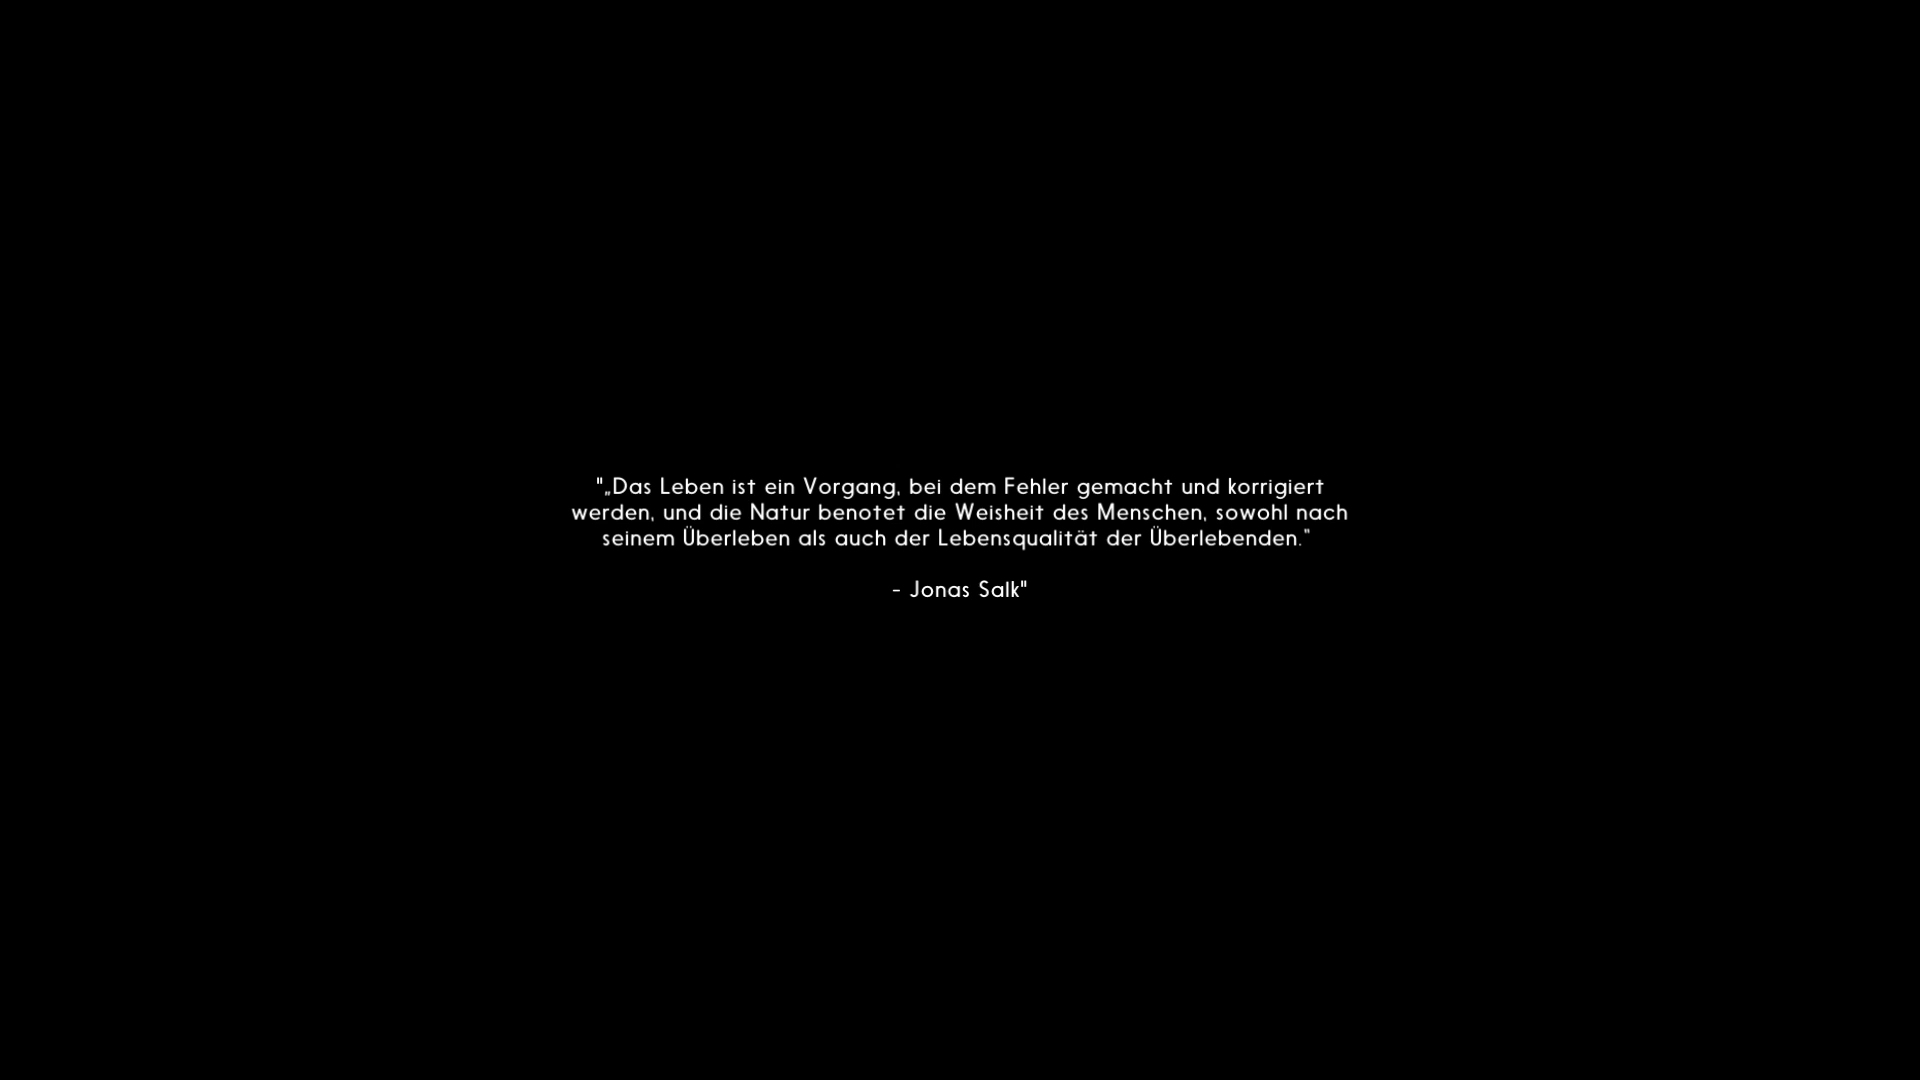 "„Das Leben ist ein Vorgang, bei dem Fehler gemacht und korrigiert
werden, und die Natur benotet die Weisheit des Menschen, sowohl nach
seinem Überleben als auch der Lebensqualität der Überlebenden.“
- Jonas Salk"